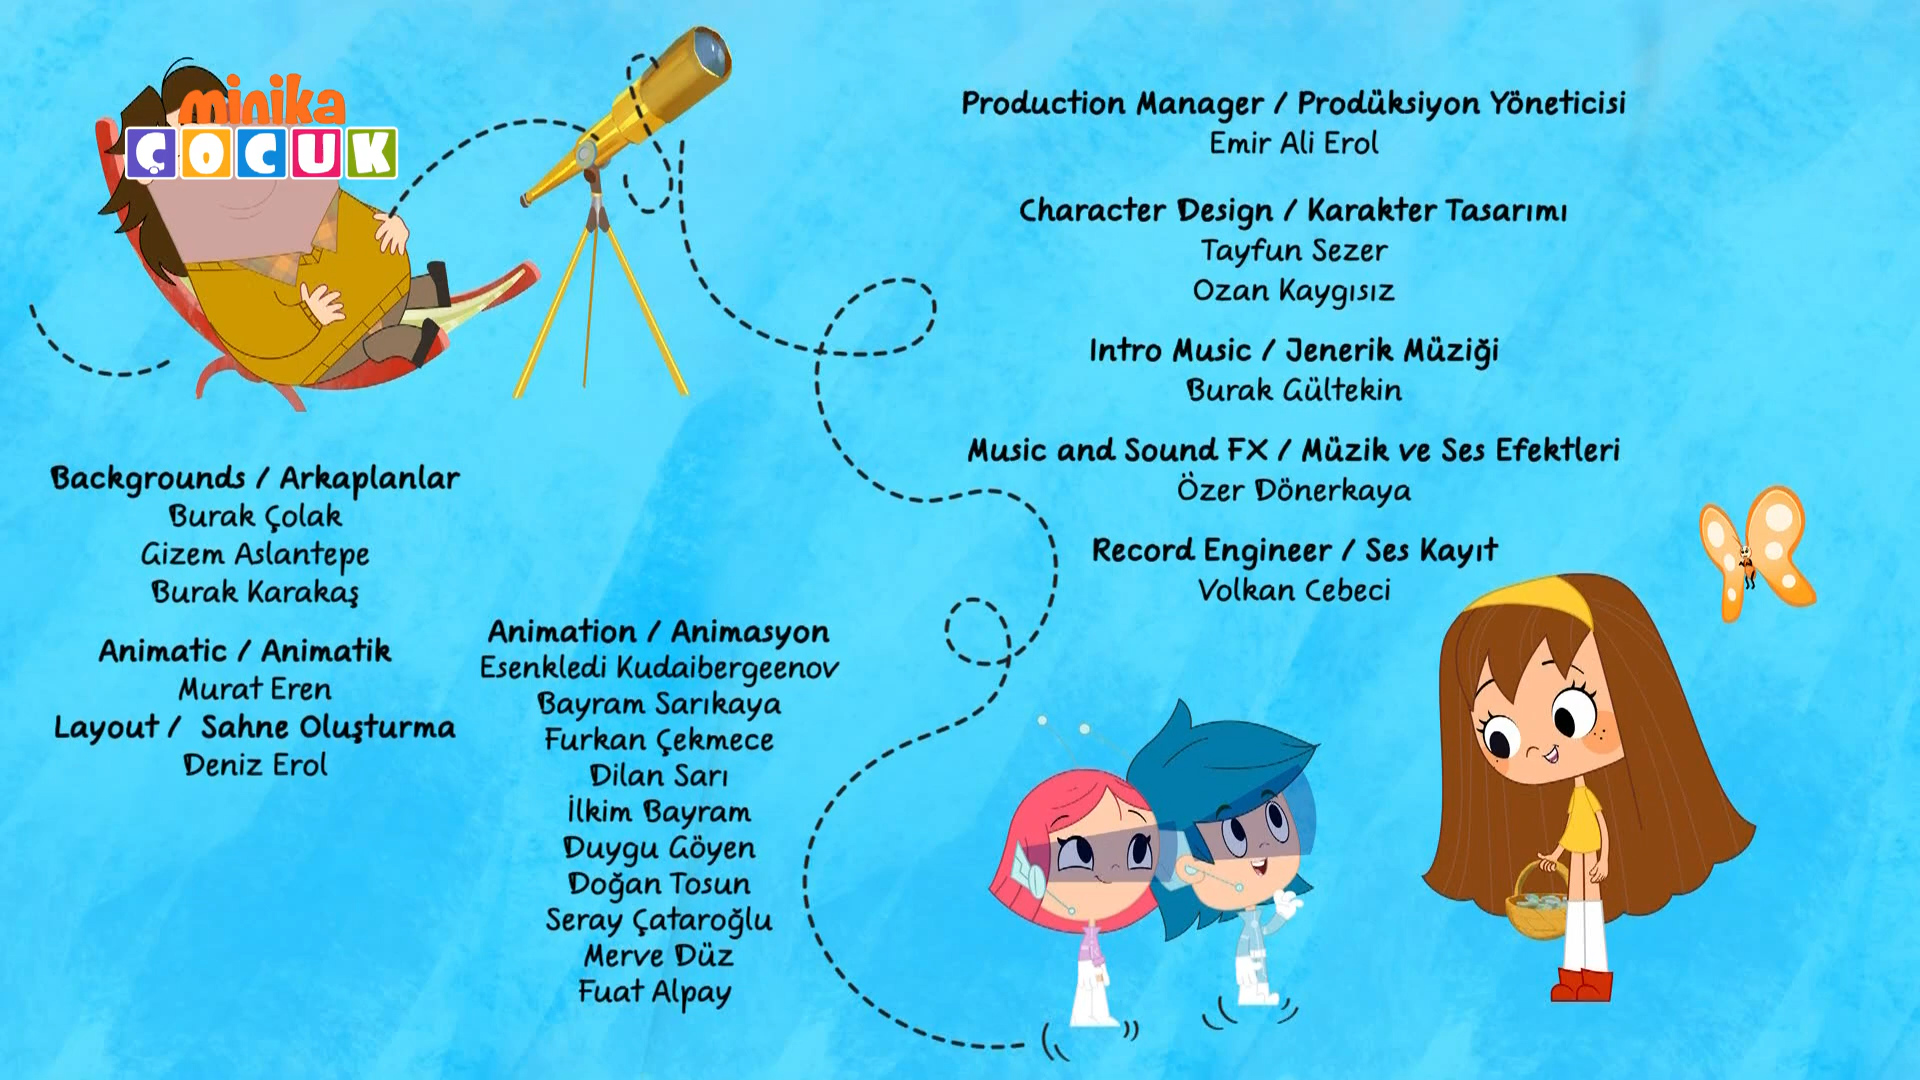 minika
ÇOCUK
Backgrounds / Arkaplanlar
Burak Çolak
Gizem Aslantepe
Burak Karakaş
Animatic / Animatik
Murat Eren
Layout / Sahne Oluşturma
Deniz Erol
Animation / Animasyon
Esenkledi Kudaibergeenov
Bayram Sarıkaya
Furkan Çekmece
Dilan Sarı
İlkim Bayram
Duygu Göyen
Doğan Tosun
Seray Çataroğlu
Merve Düz
Fuat Alpay
Production Manager / Prodüksiyon Yöneticisi
Emir Ali Erol
Character Design / Karakter Tasarımı
Tayfun Sezer
Ozan Kaygısız
Intro Music / Jenerik Müziği
Burak Gültekin
Music and Sound FX / Müzik ve Ses Efektleri
Özer Dönerkaya
Record Engineer / Ses Kayıt
Volkan Cebeci